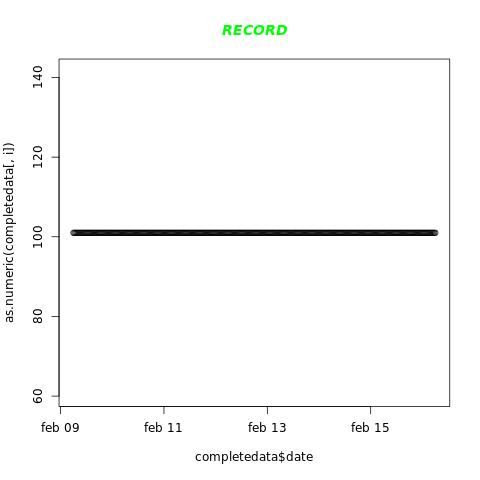 RECORD
as.numeric(completedata[, i])
140
120
100
80
60
feb 09
feb 11
feb 13
feb 15
completedata$date